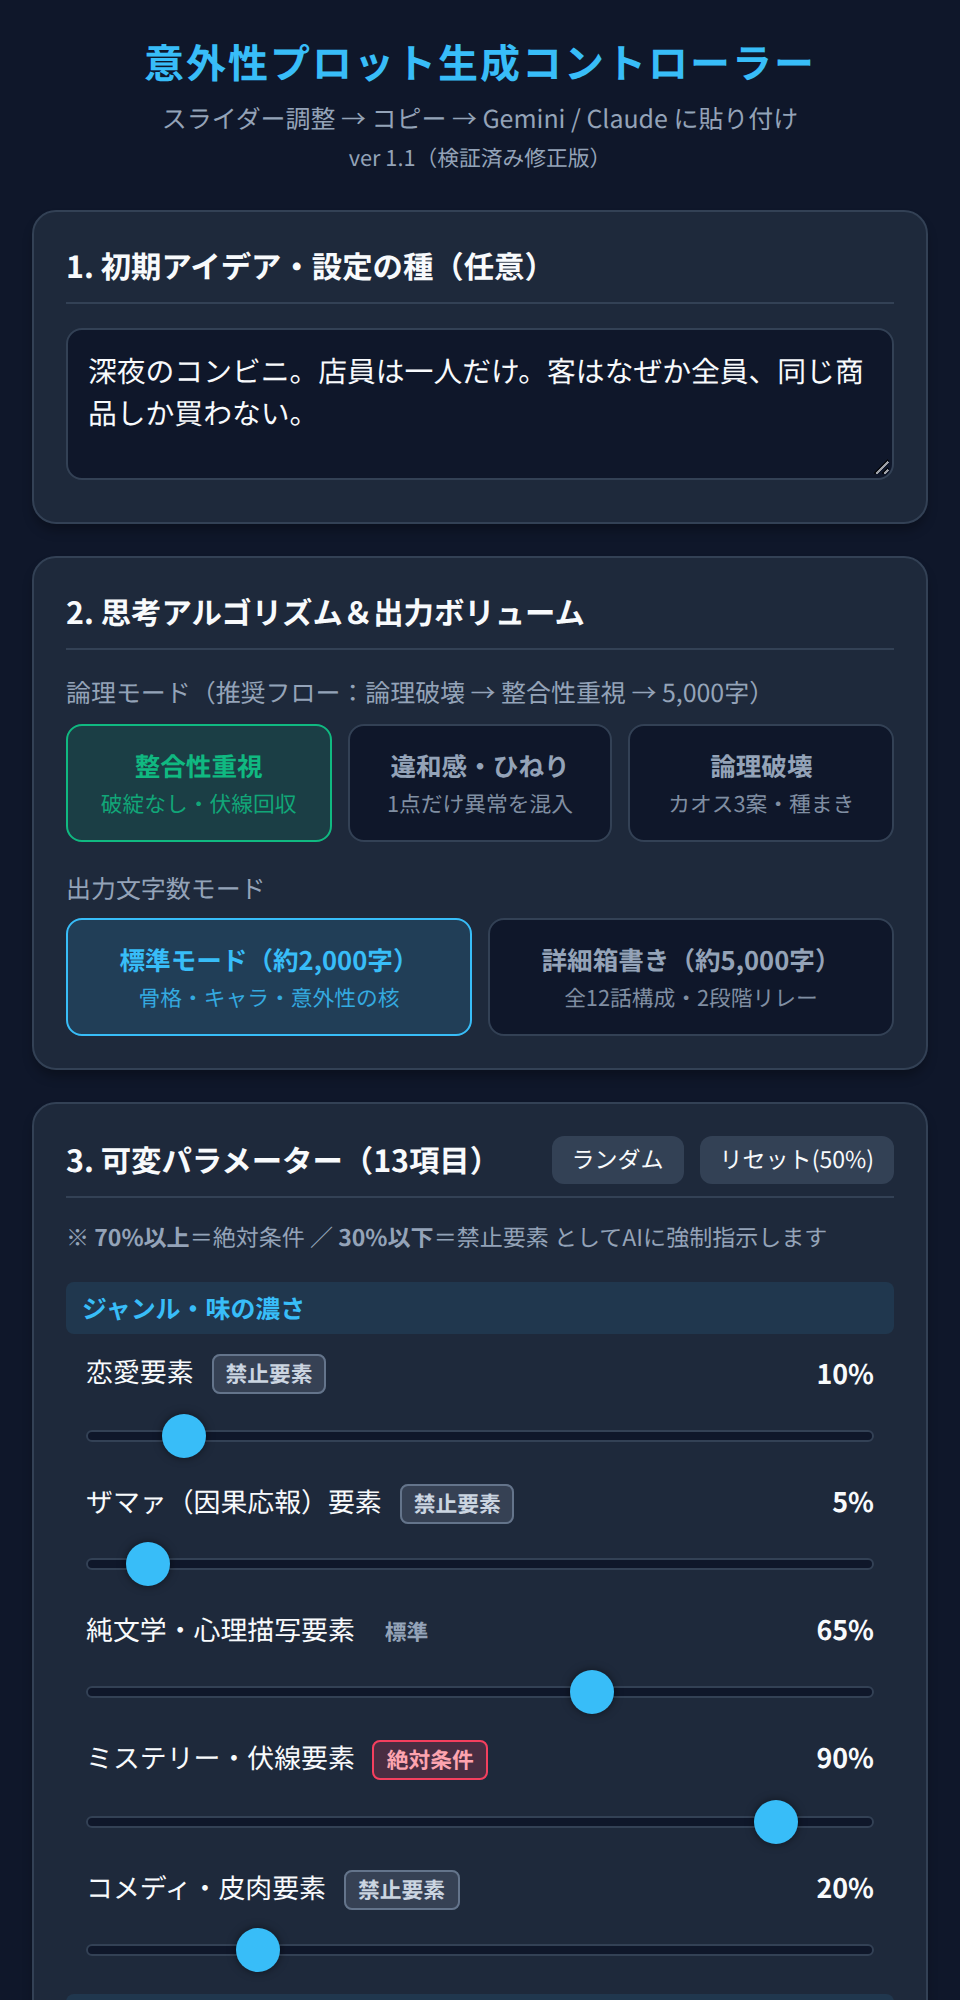 意外性プロット生成コントローラー
スライダー調整 → コピー → Gemini / Claude に貼り付け
ver 1.1（検証済み修正版）
1. 初期アイデア・設定の種（任意）
深夜のコンビニ。店員は一人だけ。客はなぜか全員、同じ商
品しか買わない。
2. 思考アルゴリズム＆出力ボリューム
論理モード（推奨フロー：論理破壊 → 整合性重視 → 5,000字）
整合性重視
破綻なし・伏線回収
違和感・ひねり
1点だけ異常を混入
論理破壊
カオス3案・種まき
出力文字数モード
標準モード（約2,000字）
骨格・キャラ・意外性の核
詳細箱書き（約5,000字）
全12話構成・2段階リレー
3. 可変パラメーター（13項目）
ランダム
リセット(50%)
※ 70%以上＝絶対条件 ／ 30%以下＝禁止要素 としてAIに強制指示します
ジャンル・味の濃さ
恋愛要素 禁止要素 10%
ザマァ（因果応報）要素 禁止要素 5%
純文学・心理描写要素 標準 65%
ミステリー・伏線要素 絶対条件 90%
コメディ・皮肉要素 禁止要素 20%